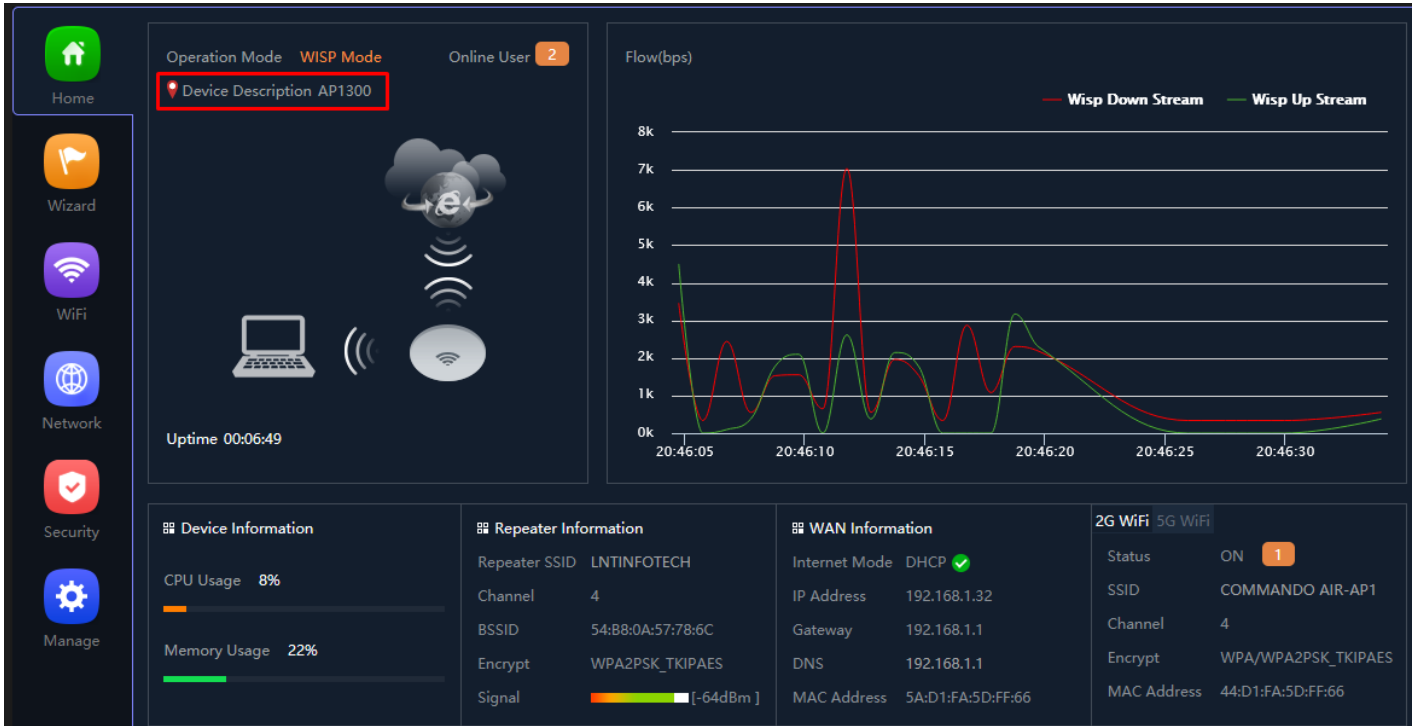 Home
Wizard
WiFi
Network
Security
Manage
Operation Mode WISP Mode Online User 2
Device Description AP1300
Uptime 00:06:49
Flow(bps)
Wisp Down Stream Wisp Up Stream
8k
7k
6k
5k
4k
3k
2k
1k
0k
20:46:05 20:46:10 20:46:15 20:46:20 20:46:25 20:46:30
Device Information
CPU Usage 8%
Memory Usage 22%
Repeater Information
Repeater SSID LNTINFOTECH
Channel 4
BSSID 54:B8:0A:57:78:6C
Encrypt WPA2PSK_TKIPAES
Signal [-64dBm ]
WAN Information
Internet Mode DHCP
IP Address 192.168.1.32
Gateway 192.168.1.1
DNS 192.168.1.1
MAC Address 5A:D1:FA:5D:FF:66
2G WiFi 5G WiFi
Status ON 1
SSID COMMANDO AIR-AP1
Channel 4
Encrypt WPA/WPA2PSK_TKIPAES
MAC Address 44:D1:FA:5D:FF:66